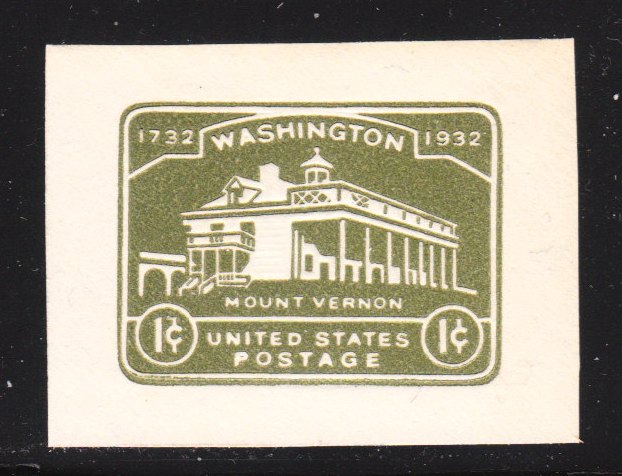 1732 WASHINGTON 1932
MOUNT VERNON
1¢ UNITED STATES 1¢
POSTAGE